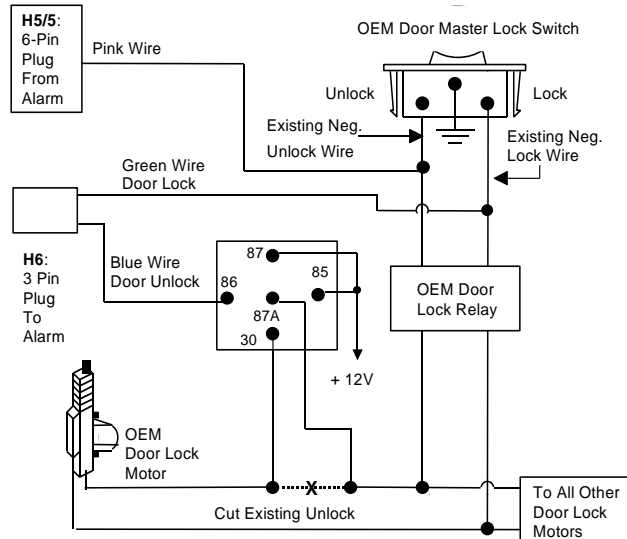 H5/5:
6-Pin
Plug
From
Alarm
Pink Wire
OEM Door Master Lock Switch
Unlock
Lock
Existing Neg.
Unlock Wire
Existing Neg.
Lock Wire
Green Wire
Door Lock
H6:
3 Pin
Plug
To
Alarm
Blue Wire
Door Unlock
87
86
85
87A
30
+ 12V
OEM Door
Lock Relay
OEM
Door Lock
Motor
X
Cut Existing Unlock
To All Other
Door Lock
Motors